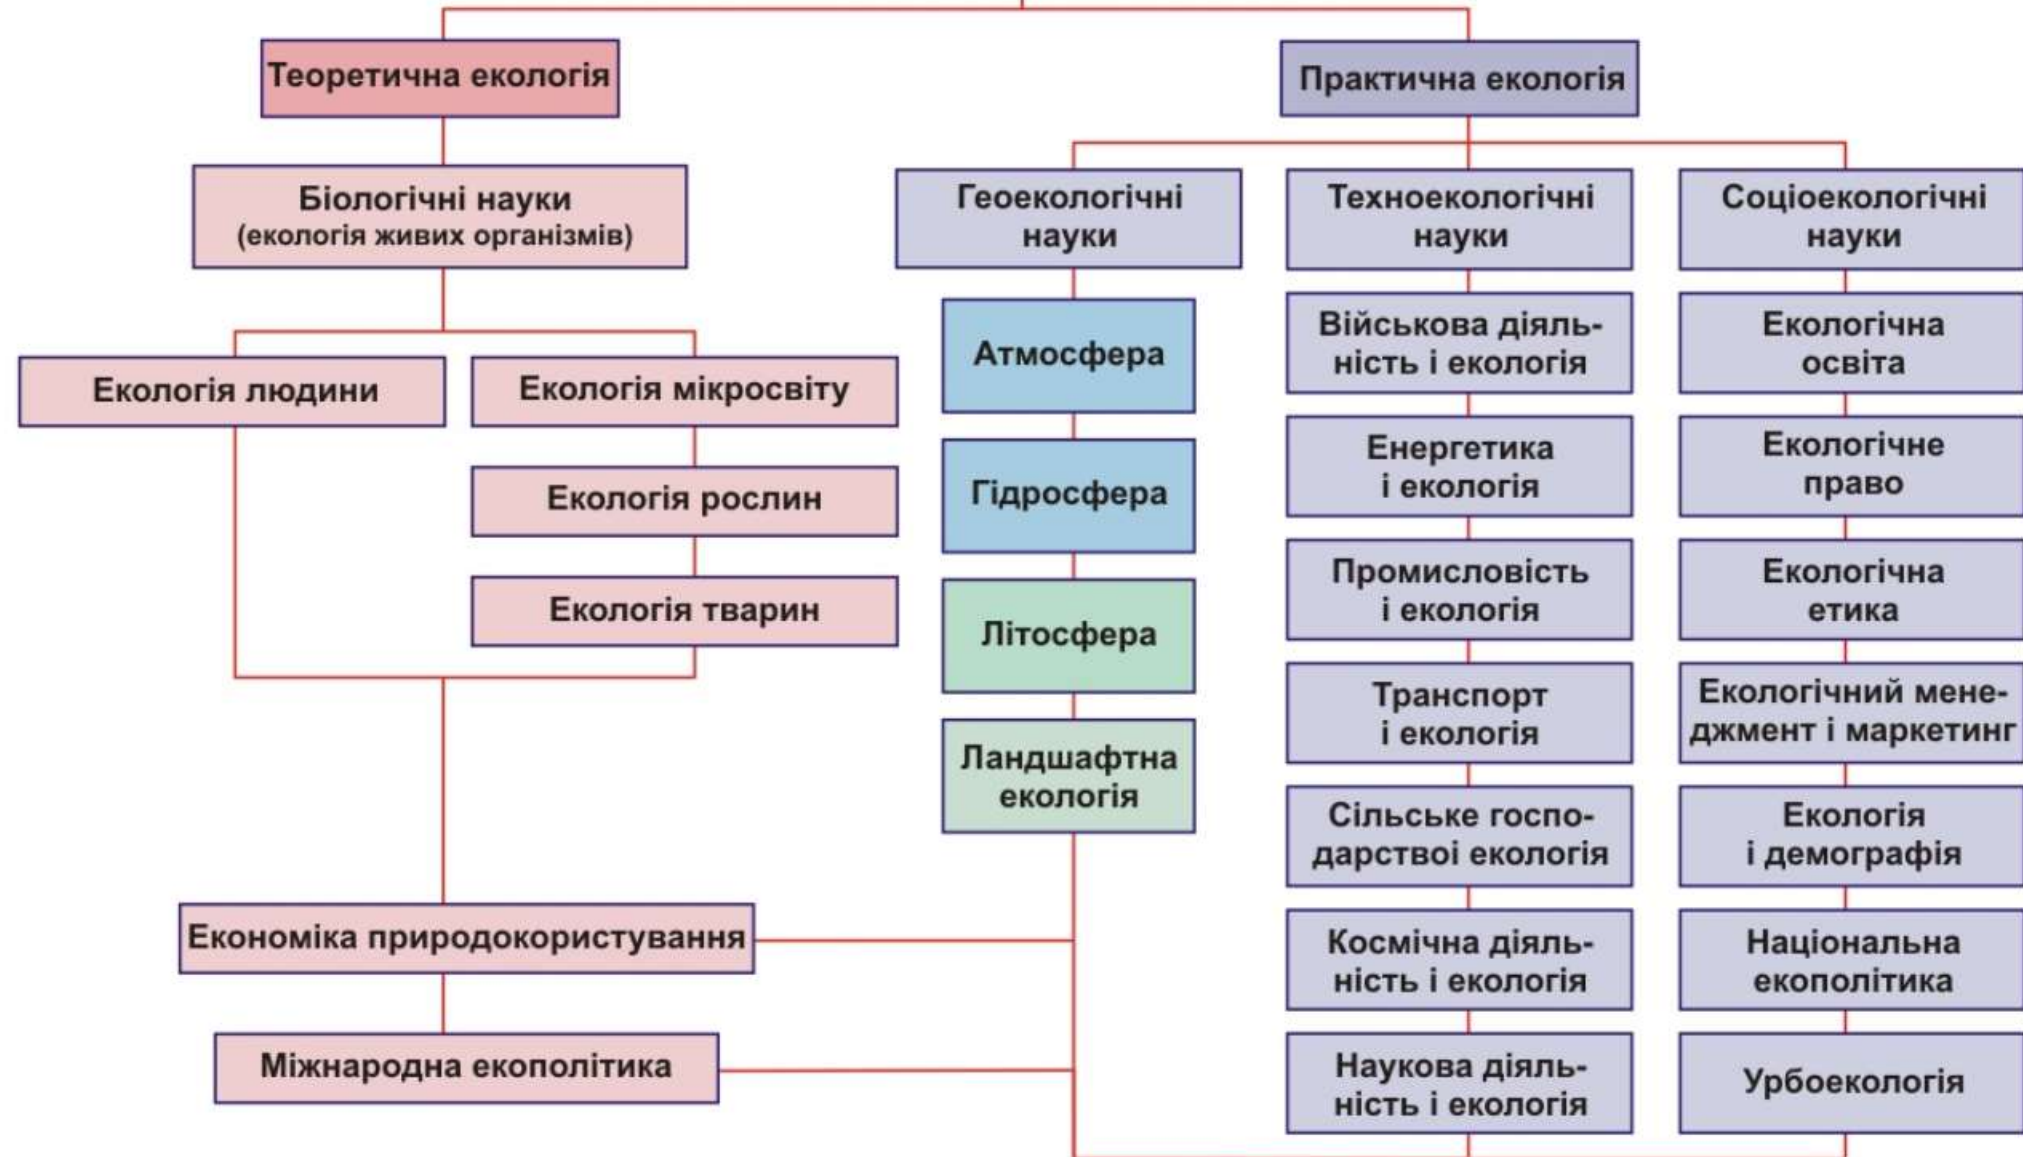 Теоретична екологія
Практична екологія
Біологічні науки
(екологія живих організмів)
Екологія людини
Екологія мікросвіту
Екологія рослин
Екологія тварин
Економіка природокористування
Міжнародна екополітика
Геоекологічні
науки
Атмосфера
Гідросфера
Літосфера
Ландшафтна
екологія
Техноекологічні
науки
Військова діяль-
ність і екологія
Енергетика
і екологія
Промисловість
і екологія
Транспорт
і екологія
Сільське госпо-
дарствоі екологія
Космічна діяль-
ність і екологія
Наукова діяль-
ність і екологія
Соціоекологічні
науки
Екологічна
освіта
Екологічне
право
Екологічна
етика
Екологічний мене-
джмент і маркетинг
Екологія
і демографія
Національна
екополітика
Урбоекологія